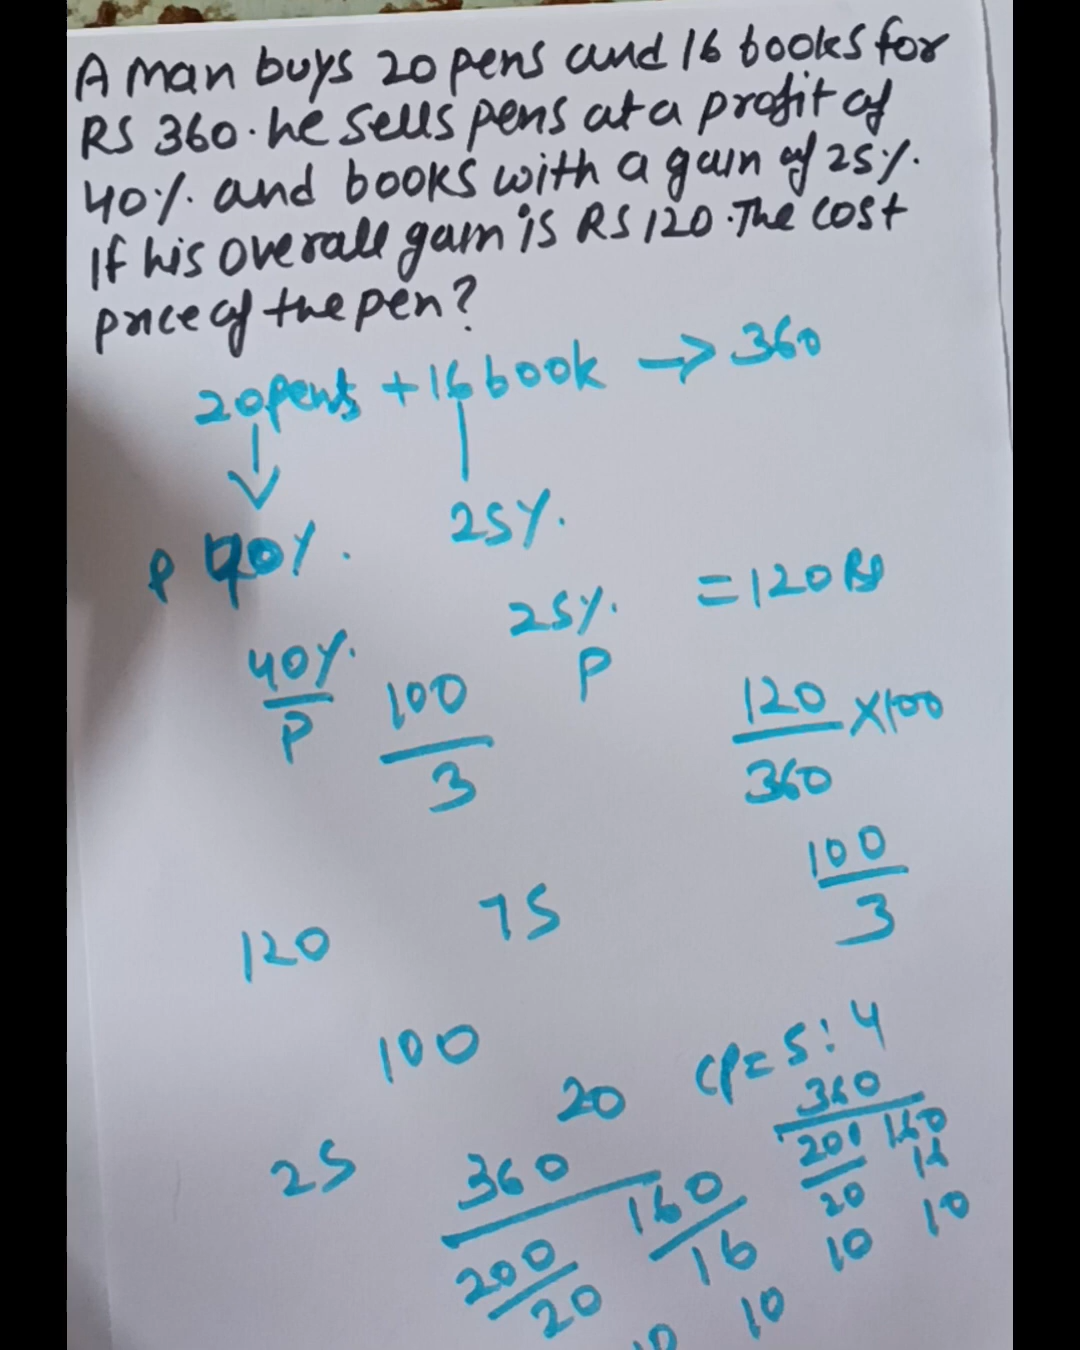 A man buys 20 pens and 16 books for
RS 360. he sells pens at a profit of
40%. and books with a gain of 25%.
If his overall gain is RS 120. The cost
price of the pen?
20pens + 16 book → 360
P 40%. 25%.
25%. = 120 Rs
40%. P
P
100
3
120 × 100
360
100
3
120 75
100
CP = 5:4
20
25
360
200 160
20 16
10 10
360
200 160
20 16
10 10